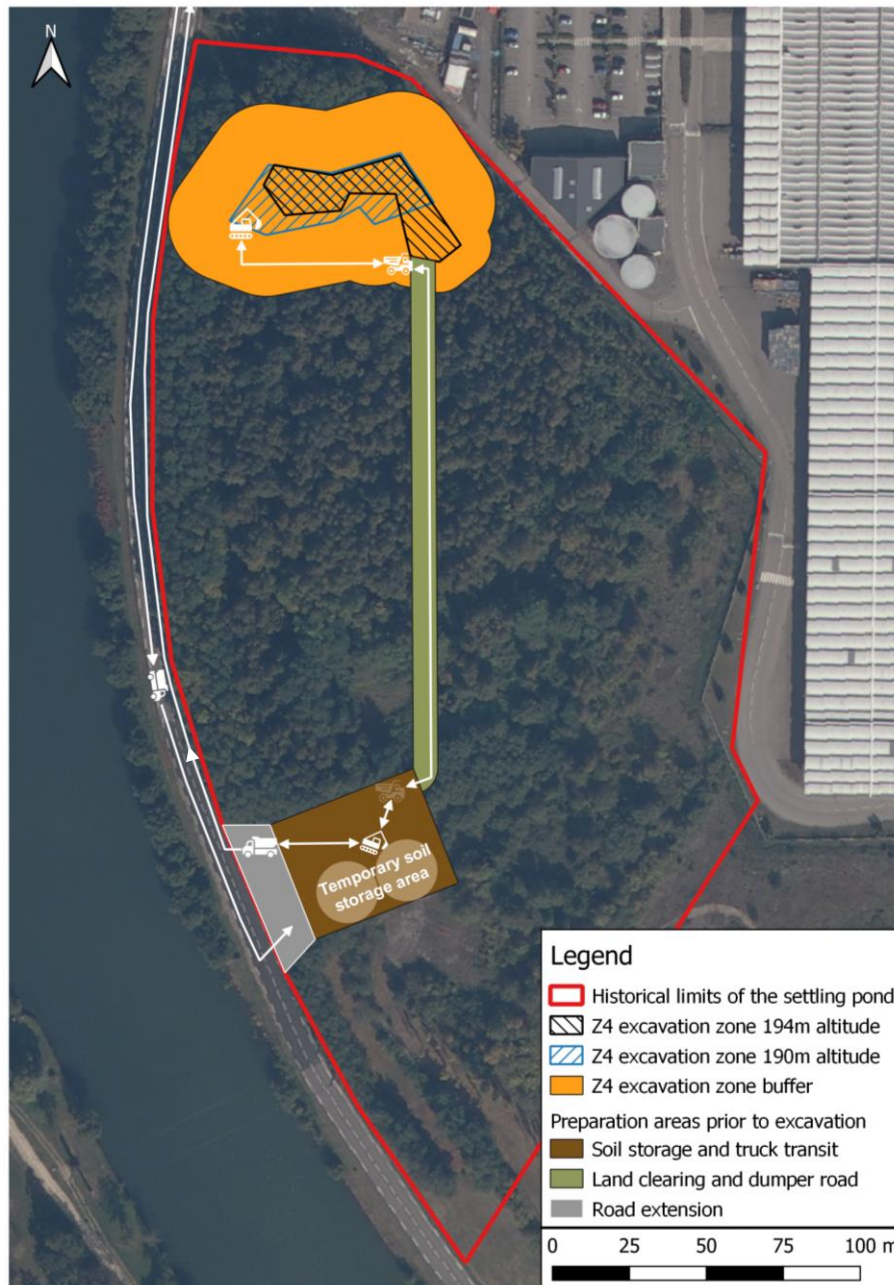 N
Temporary soil
storage area
Legend
Historical limits of the settling pond
Z4 excavation zone 194m altitude
Z4 excavation zone 190m altitude
Z4 excavation zone buffer
Preparation areas prior to excavation
Soil storage and truck transit
Land clearing and dumper road
Road extension
0 25 50 75 100 m